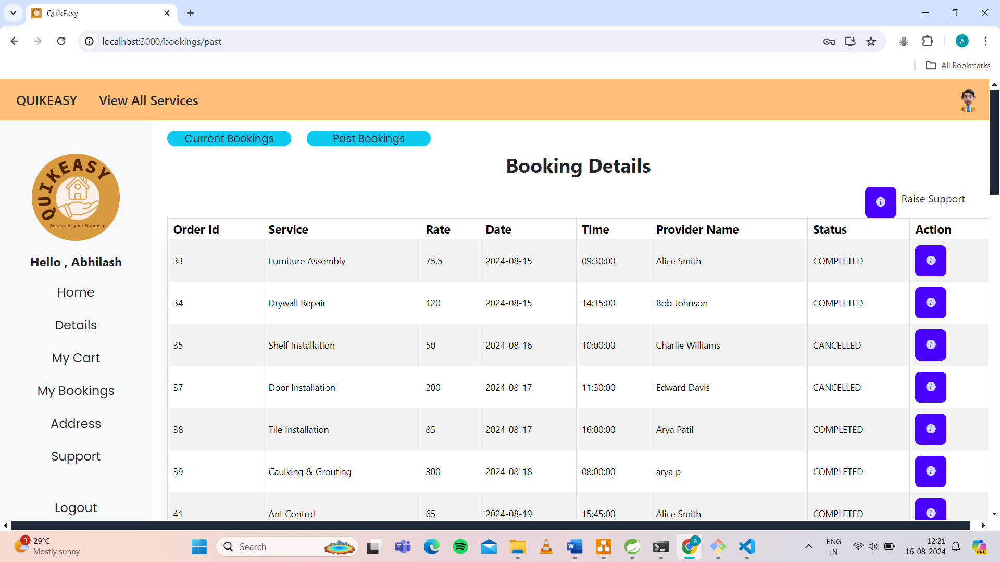 QuikEasy
localhost:3000/bookings/past
A
All Bookmarks
QUIKEASY View All Services
Current Bookings Past Bookings
QUIKEASY
Service At your Doorstep
Hello , Abhilash
Home
Details
My Cart
My Bookings
Address
Support
Logout
Booking Details
i Raise Support
Order Id Service Rate Date Time Provider Name Status Action
33 Furniture Assembly 75.5 2024-08-15 09:30:00 Alice Smith COMPLETED i
34 Drywall Repair 120 2024-08-15 14:15:00 Bob Johnson COMPLETED i
35 Shelf Installation 50 2024-08-16 10:00:00 Charlie Williams CANCELLED i
37 Door Installation 200 2024-08-17 11:30:00 Edward Davis CANCELLED i
38 Tile Installation 85 2024-08-17 16:00:00 Arya Patil COMPLETED i
39 Caulking & Grouting 300 2024-08-18 08:00:00 arya p COMPLETED i
41 Ant Control 65 2024-08-19 15:45:00 Alice Smith COMPLETED i
1 29°C
Mostly sunny
Search
A
ENG
IN
12:21
16-08-2024
PRE